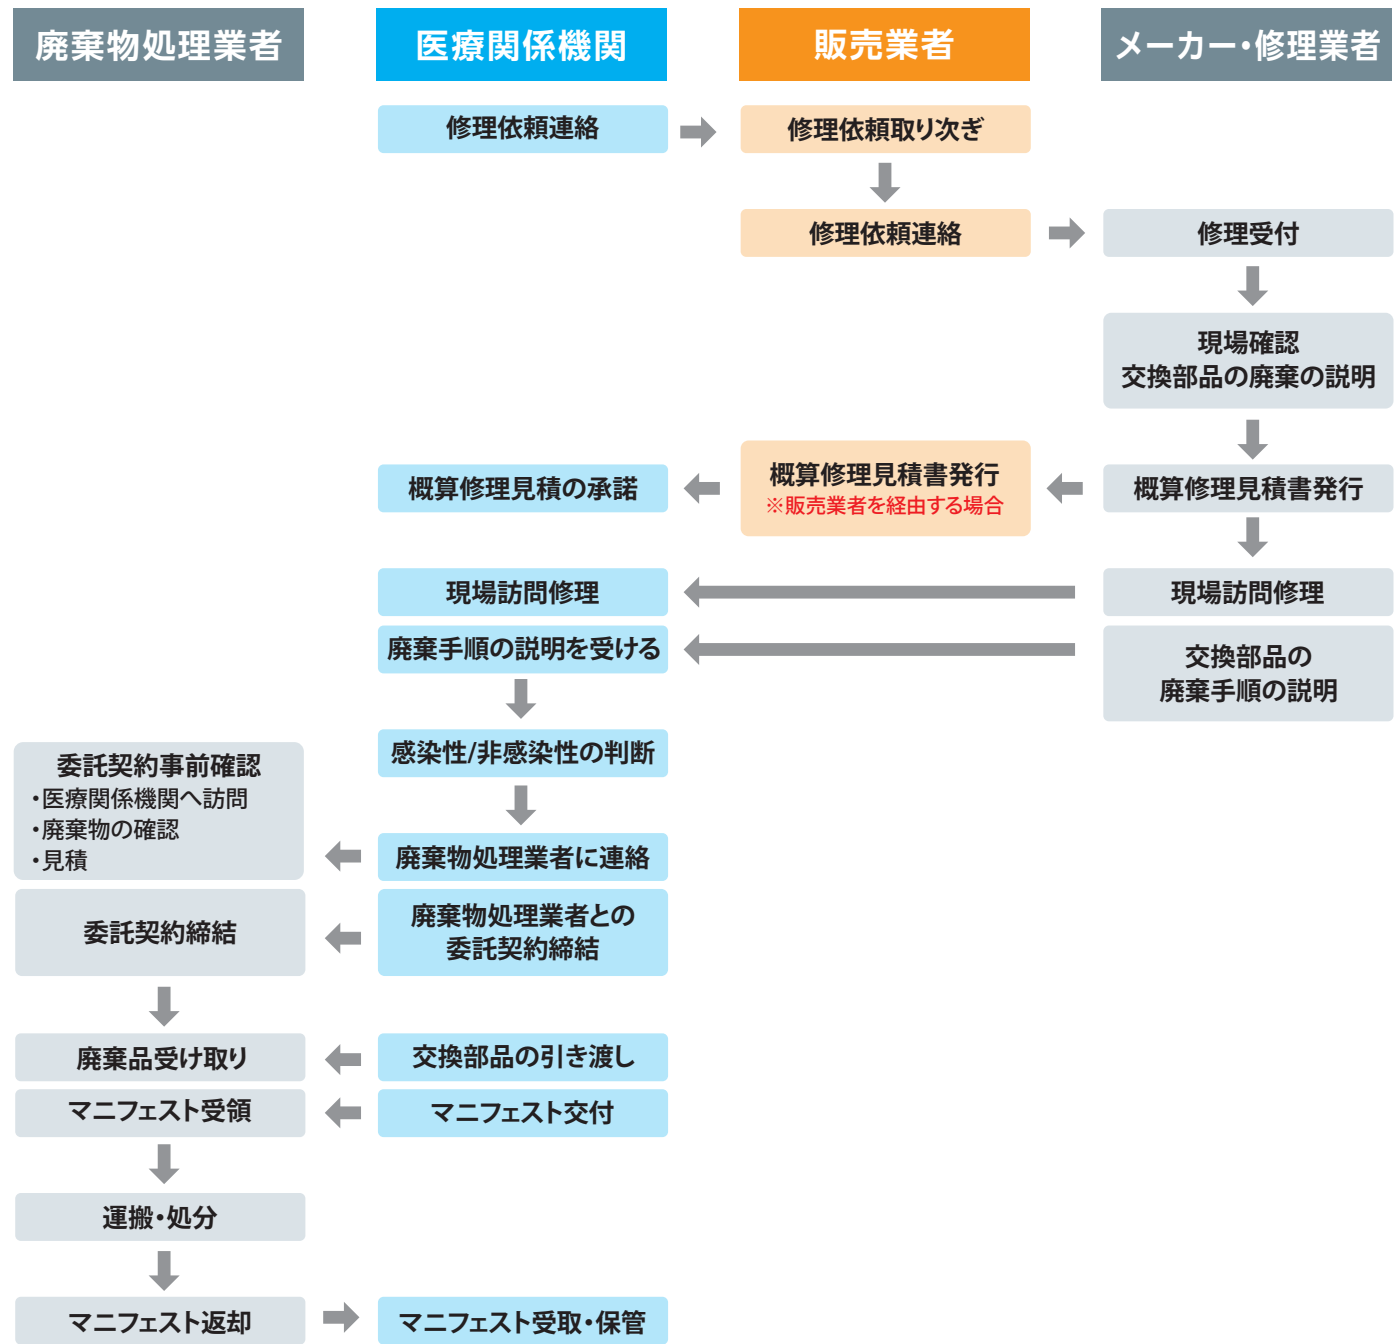 廃棄物処理業者
医療関係機関
販売業者
メーカー・修理業者
修理依頼連絡
修理依頼取り次ぎ
修理依頼連絡
修理受付
現場確認
交換部品の廃棄の説明
概算修理見積の承諾
概算修理見積書発行
※販売業者を経由する場合
概算修理見積書発行
現場訪問修理
現場訪問修理
廃棄手順の説明を受ける
交換部品の
廃棄手順の説明
感染性/非感染性の判断
委託契約事前確認
・医療関係機関へ訪問
・廃棄物の確認
・見積
廃棄物処理業者に連絡
委託契約締結
廃棄物処理業者との
委託契約締結
廃棄品受け取り
交換部品の引き渡し
マニフェスト受領
マニフェスト交付
運搬・処分
マニフェスト返却
マニフェスト受取・保管